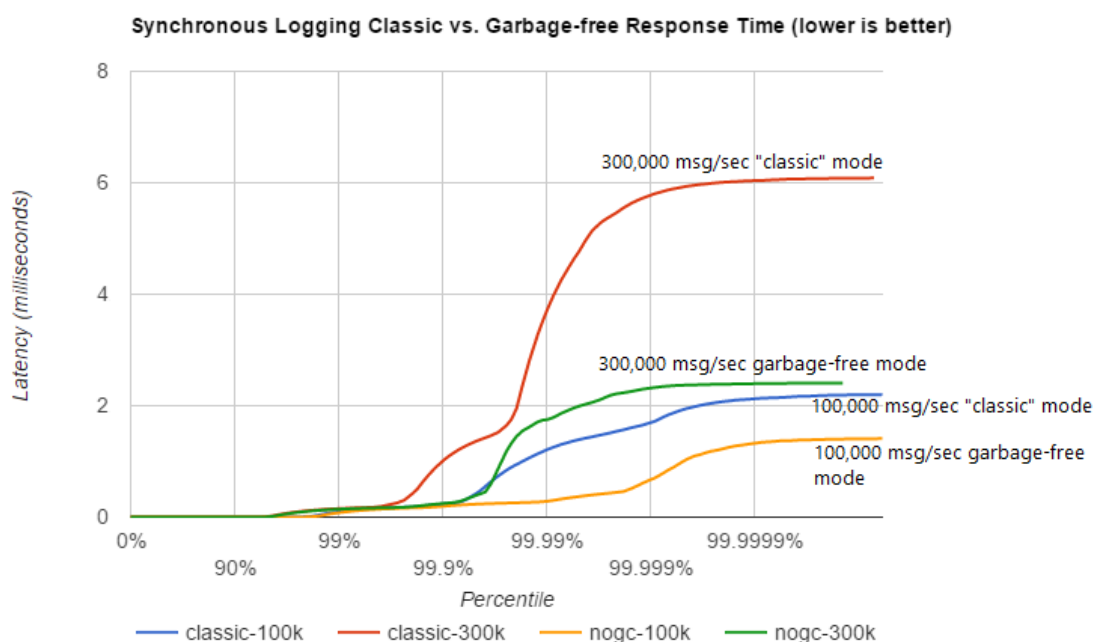 Synchronous Logging Classic vs. Garbage-free Response Time (lower is better)
8
6
4
2
0
Latency (milliseconds)
300,000 msg/sec "classic" mode
300,000 msg/sec garbage-free mode
100,000 msg/sec "classic" mode
100,000 msg/sec garbage-free
mode
0%
90%
99%
99.9%
99.99%
99.999%
99.9999%
Percentile
classic-100k classic-300k nogc-100k nogc-300k